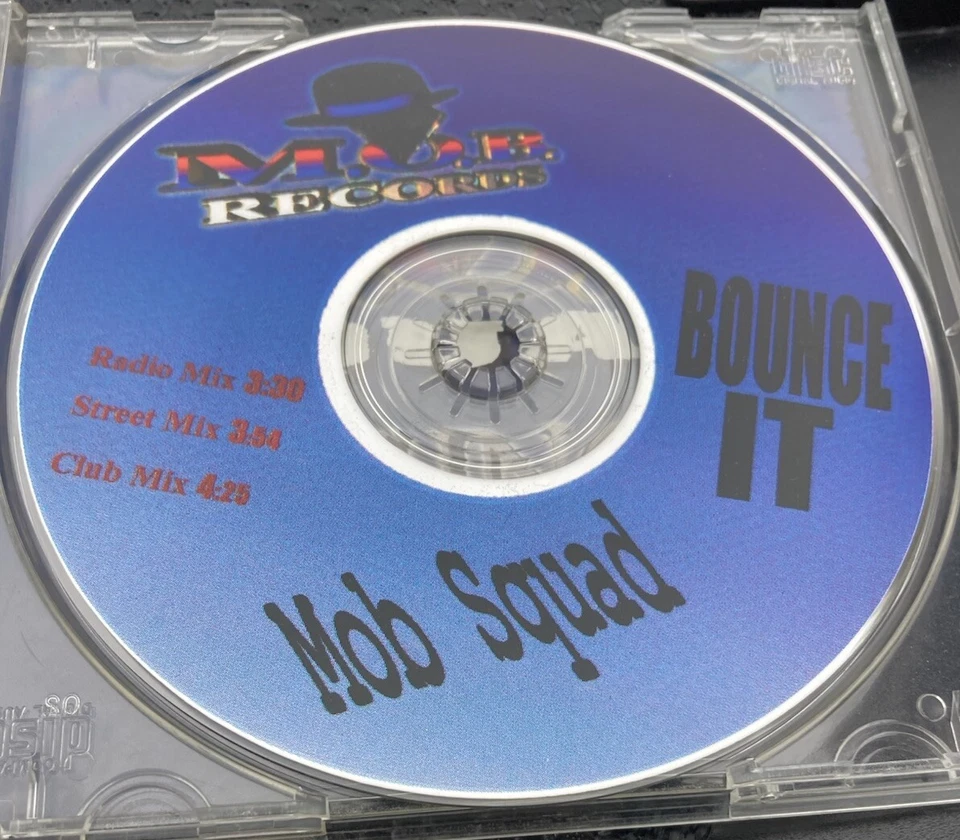 M.O.B.
RECORDS
BOUNCE
IT
Radio Mix 3:30
Street Mix 3:54
Club Mix 4:25
Mob Squad